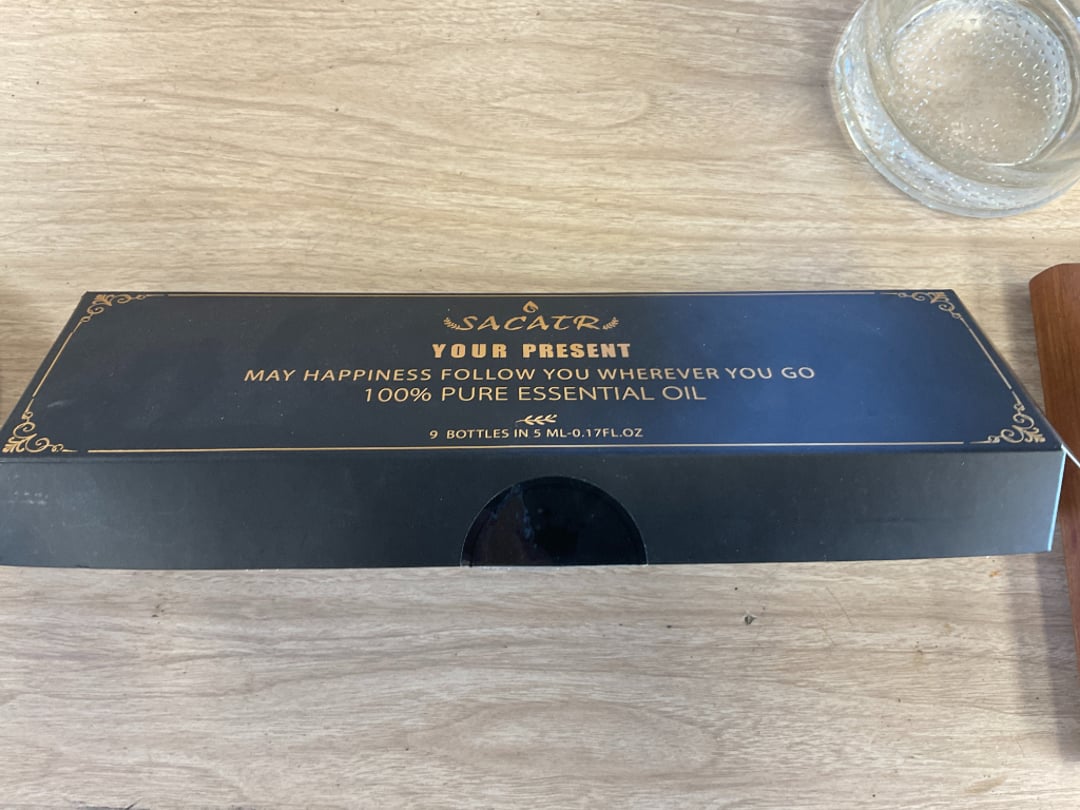 SACATR
YOUR PRESENT
MAY HAPPINESS FOLLOW YOU WHEREVER YOU GO
100% PURE ESSENTIAL OIL
9 BOTTLES IN 5 ML-0.17FL.OZ